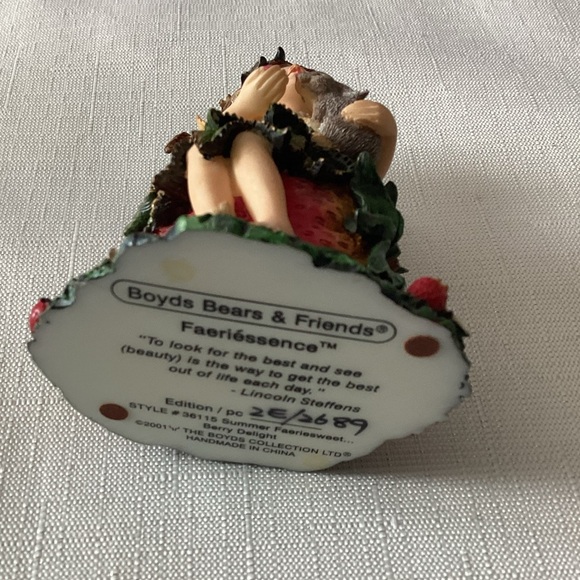 Boyds Bears & Friends®
Faeriéssence™
"To look for the best and see
(beauty) is the way to get the best
out of life each day."
- Lincoln Steffens
Edition / pc 2E/2689
STYLE # 36115 Summer Faeriesweet...
Berry Delight
©2001 THE BOYDS COLLECTION LTD®
HANDMADE IN CHINA